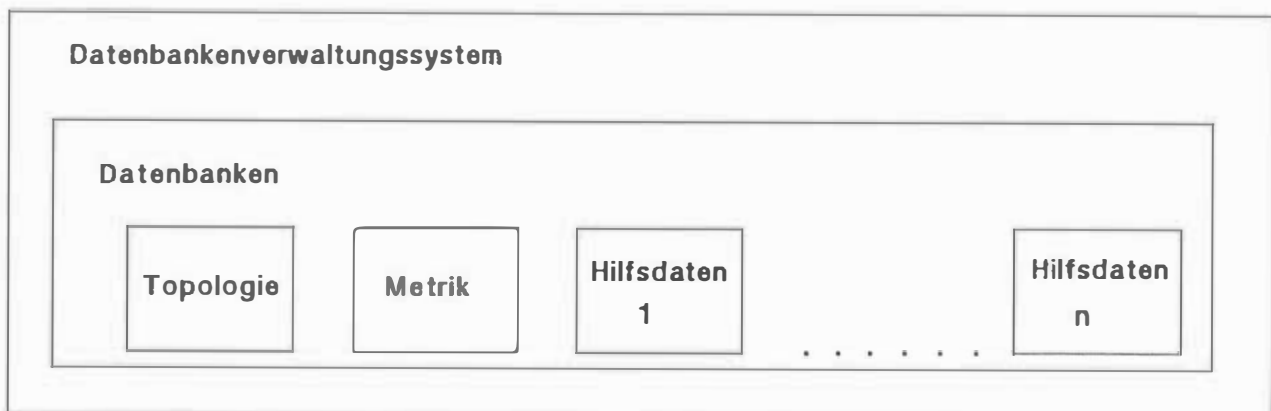 Datenbankenverwaltungssystem
Datenbanken
Topologie
Metrik
Hilfsdaten
1
. . . . . .
Hilfsdaten
n